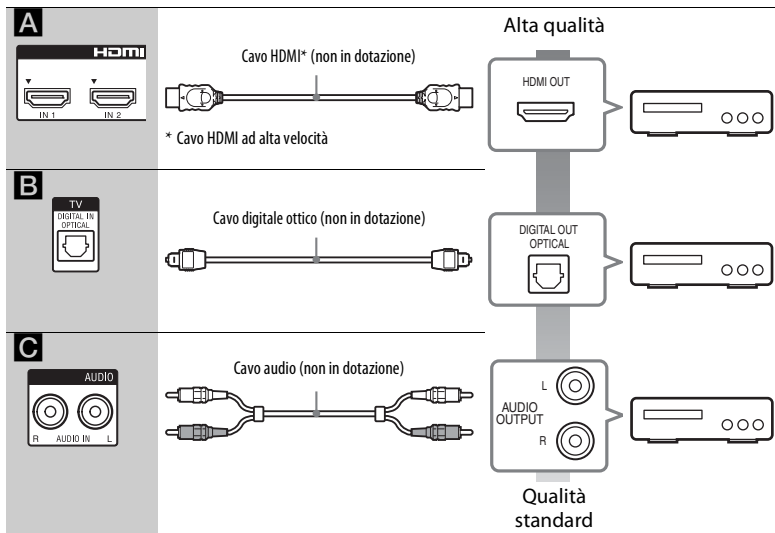 A
HDMI
IN 1
IN 2
Cavo HDMI* (non in dotazione)
* Cavo HDMI ad alta velocità
Alta qualità
HDMI OUT
B
TV
DIGITAL IN
OPTICAL
Cavo digitale ottico (non in dotazione)
DIGITAL OUT
OPTICAL
C
AUDIO
R AUDIO IN L
Cavo audio (non in dotazione)
L
AUDIO
OUTPUT
R
Qualità
standard